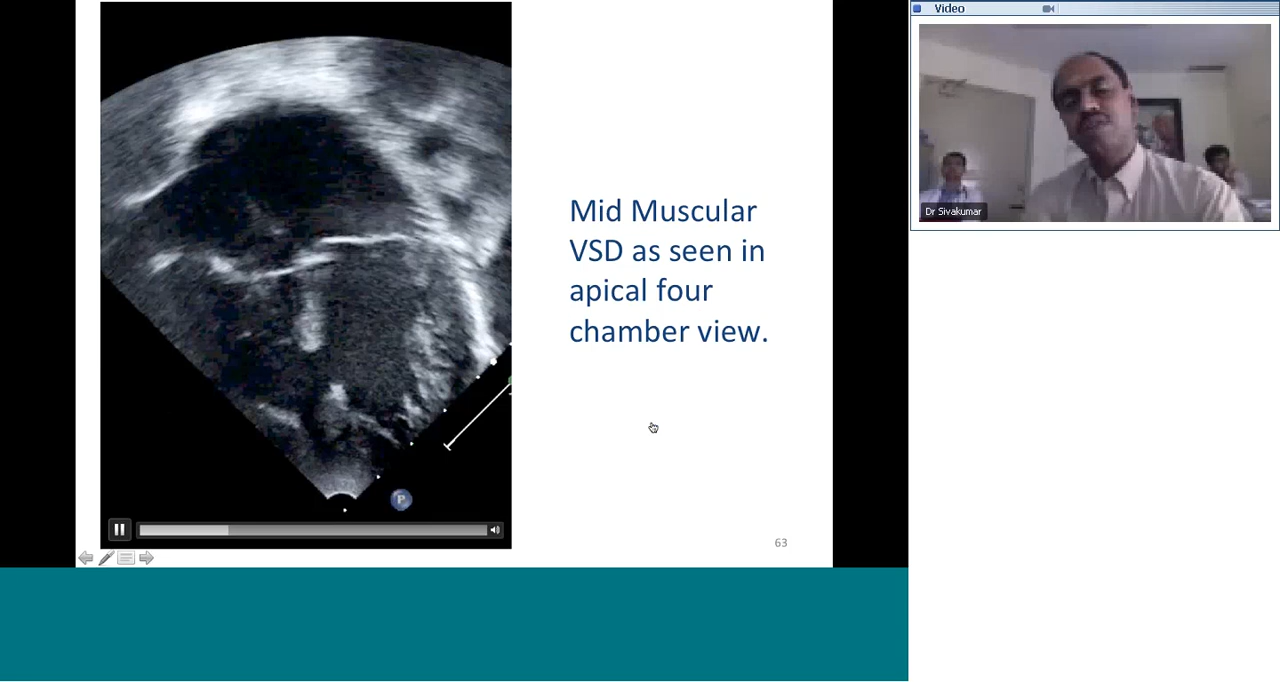 Video
Dr Sivakumar
Mid Muscular
VSD as seen in
apical four
chamber view.
P
63